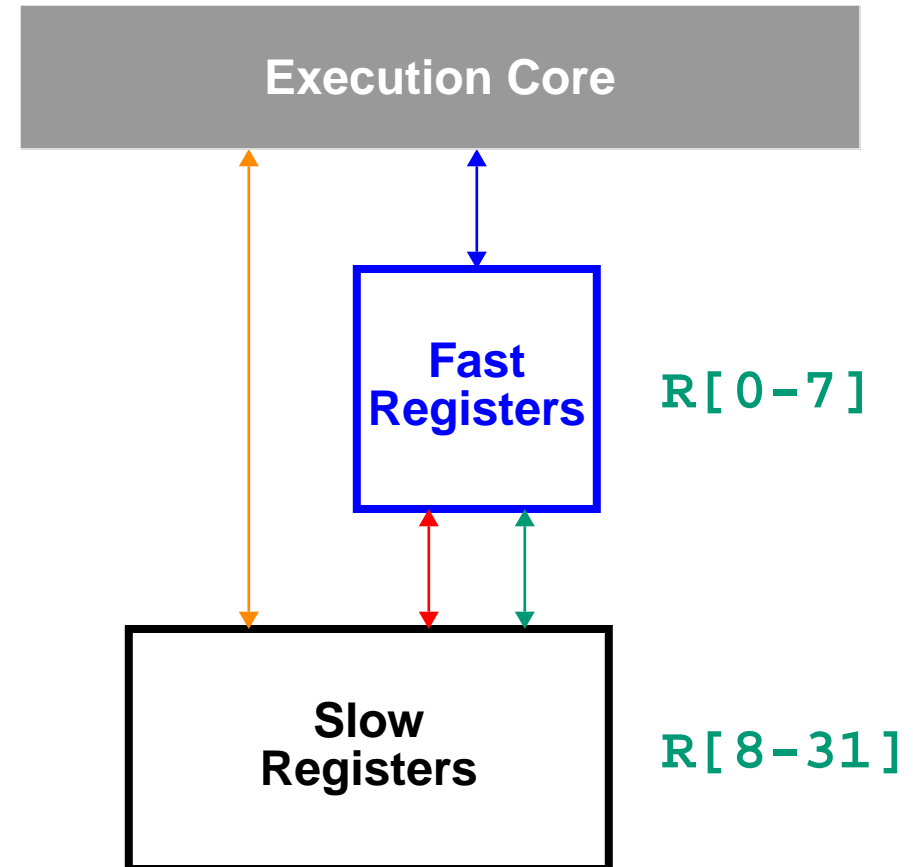 Execution Core
Fast
Registers
R[0-7]
Slow
Registers
R[8-31]